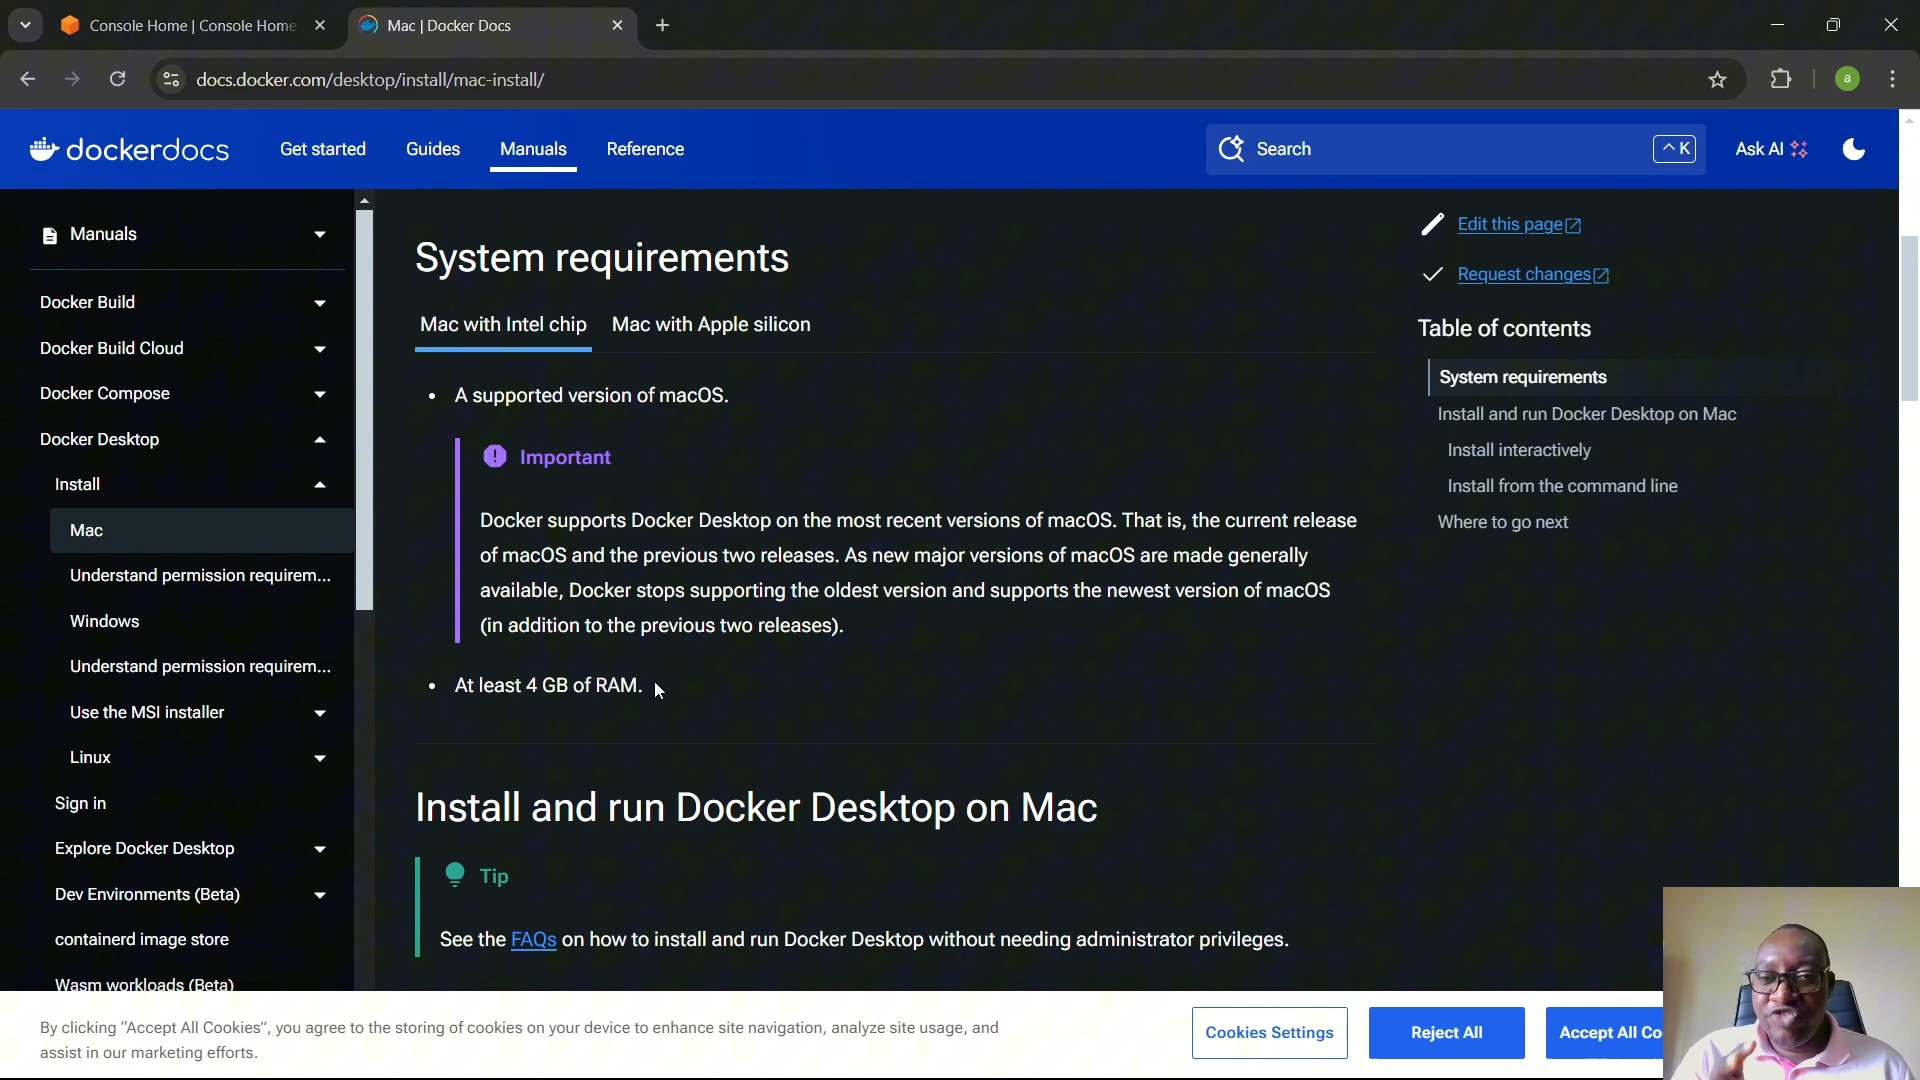 Console Home | Console Home
Mac | Docker Docs
docs.docker.com/desktop/install/mac-install/
a
dockerdocs
Get started
Guides
Manuals
Reference
Search
^ K
Ask AI
Manuals
Docker Build
Docker Build Cloud
Docker Compose
Docker Desktop
Install
Mac
Understand permission requirem...
Windows
Understand permission requirem...
Use the MSI installer
Linux
Sign in
Explore Docker Desktop
Dev Environments (Beta)
containerd image store
Wasm workloads (Beta)
System requirements
Mac with Intel chip
Mac with Apple silicon
• A supported version of macOS.
Important
Docker supports Docker Desktop on the most recent versions of macOS. That is, the current release
of macOS and the previous two releases. As new major versions of macOS are made generally
available, Docker stops supporting the oldest version and supports the newest version of macOS
(in addition to the previous two releases).
• At least 4 GB of RAM.
Install and run Docker Desktop on Mac
Tip
See the FAQs on how to install and run Docker Desktop without needing administrator privileges.
Edit this page
Request changes
Table of contents
System requirements
Install and run Docker Desktop on Mac
Install interactively
Install from the command line
Where to go next
By clicking “Accept All Cookies”, you agree to the storing of cookies on your device to enhance site navigation, analyze site usage, and
assist in our marketing efforts.
Cookies Settings
Reject All
Accept All Co